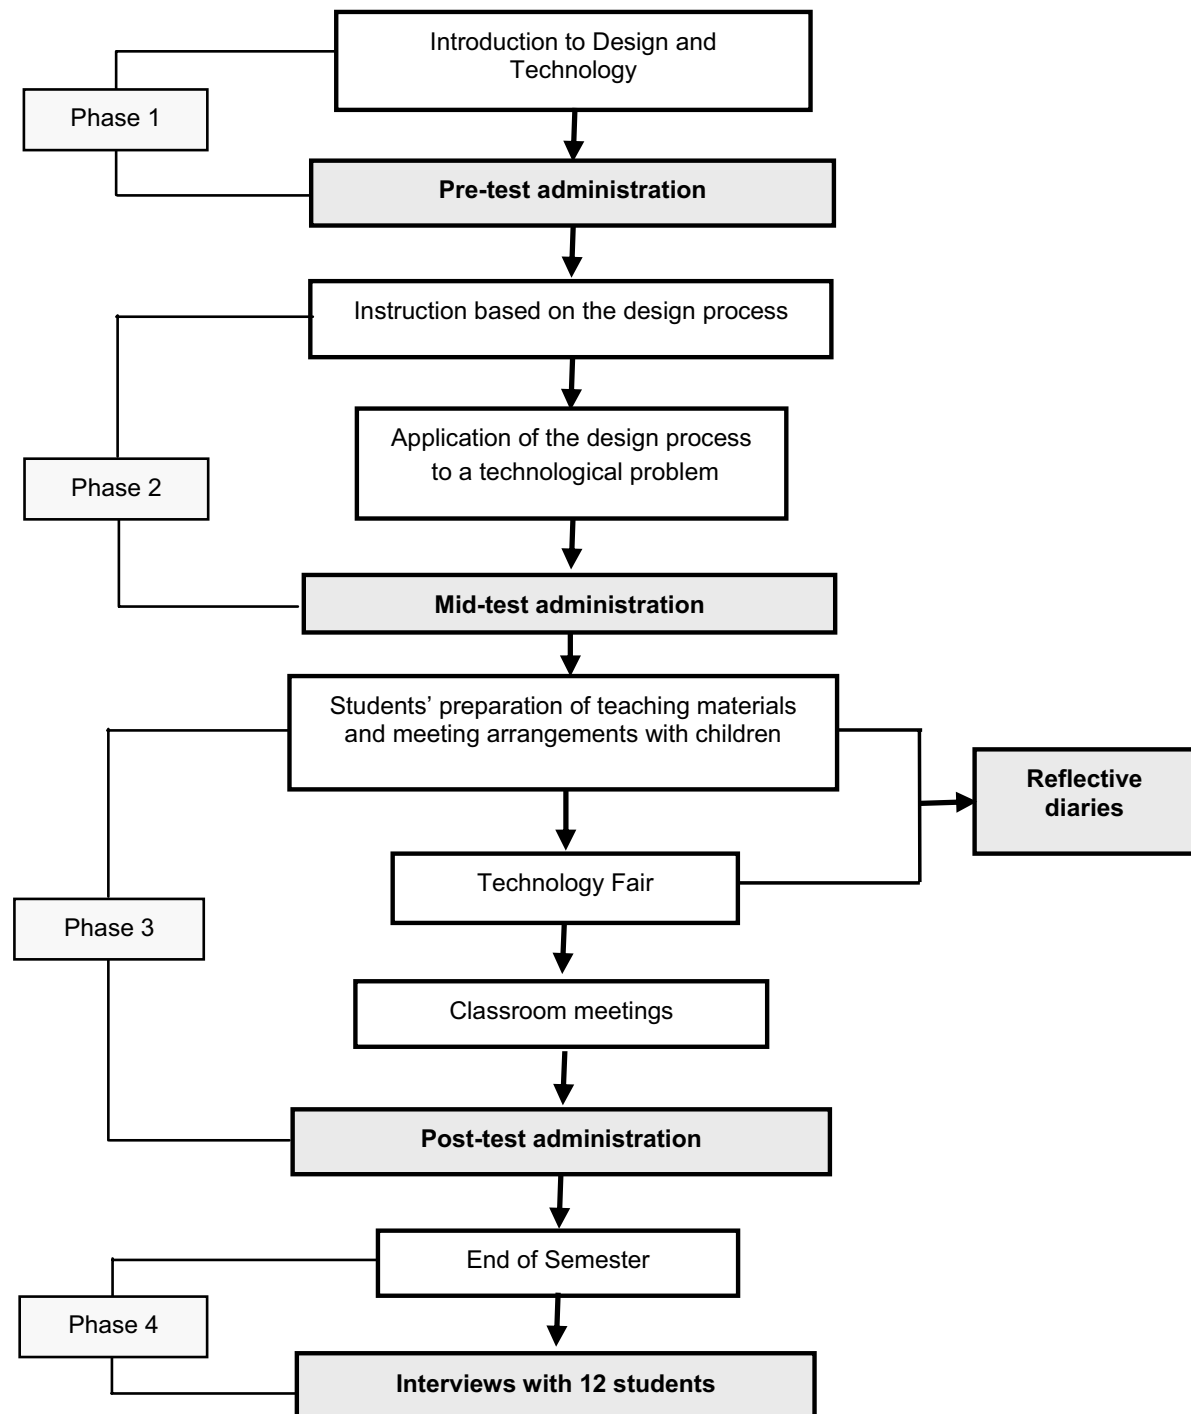 Introduction to Design and
Technology
Phase 1
Pre-test administration
Instruction based on the design process
Application of the design process
to a technological problem
Phase 2
Mid-test administration
Students’ preparation of teaching materials
and meeting arrangements with children
Reflective
diaries
Technology Fair
Phase 3
Classroom meetings
Post-test administration
End of Semester
Phase 4
Interviews with 12 students